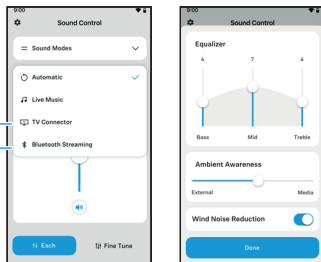 9:00
Sound Control
Sound Modes
Automatic
Live Music
TV Connector
Bluetooth Streaming
Each
Fine Tune
9:00
Sound Control
Equalizer
4 7 4
Bass Mid Treble
Ambient Awareness
External Media
Wind Noise Reduction
Done